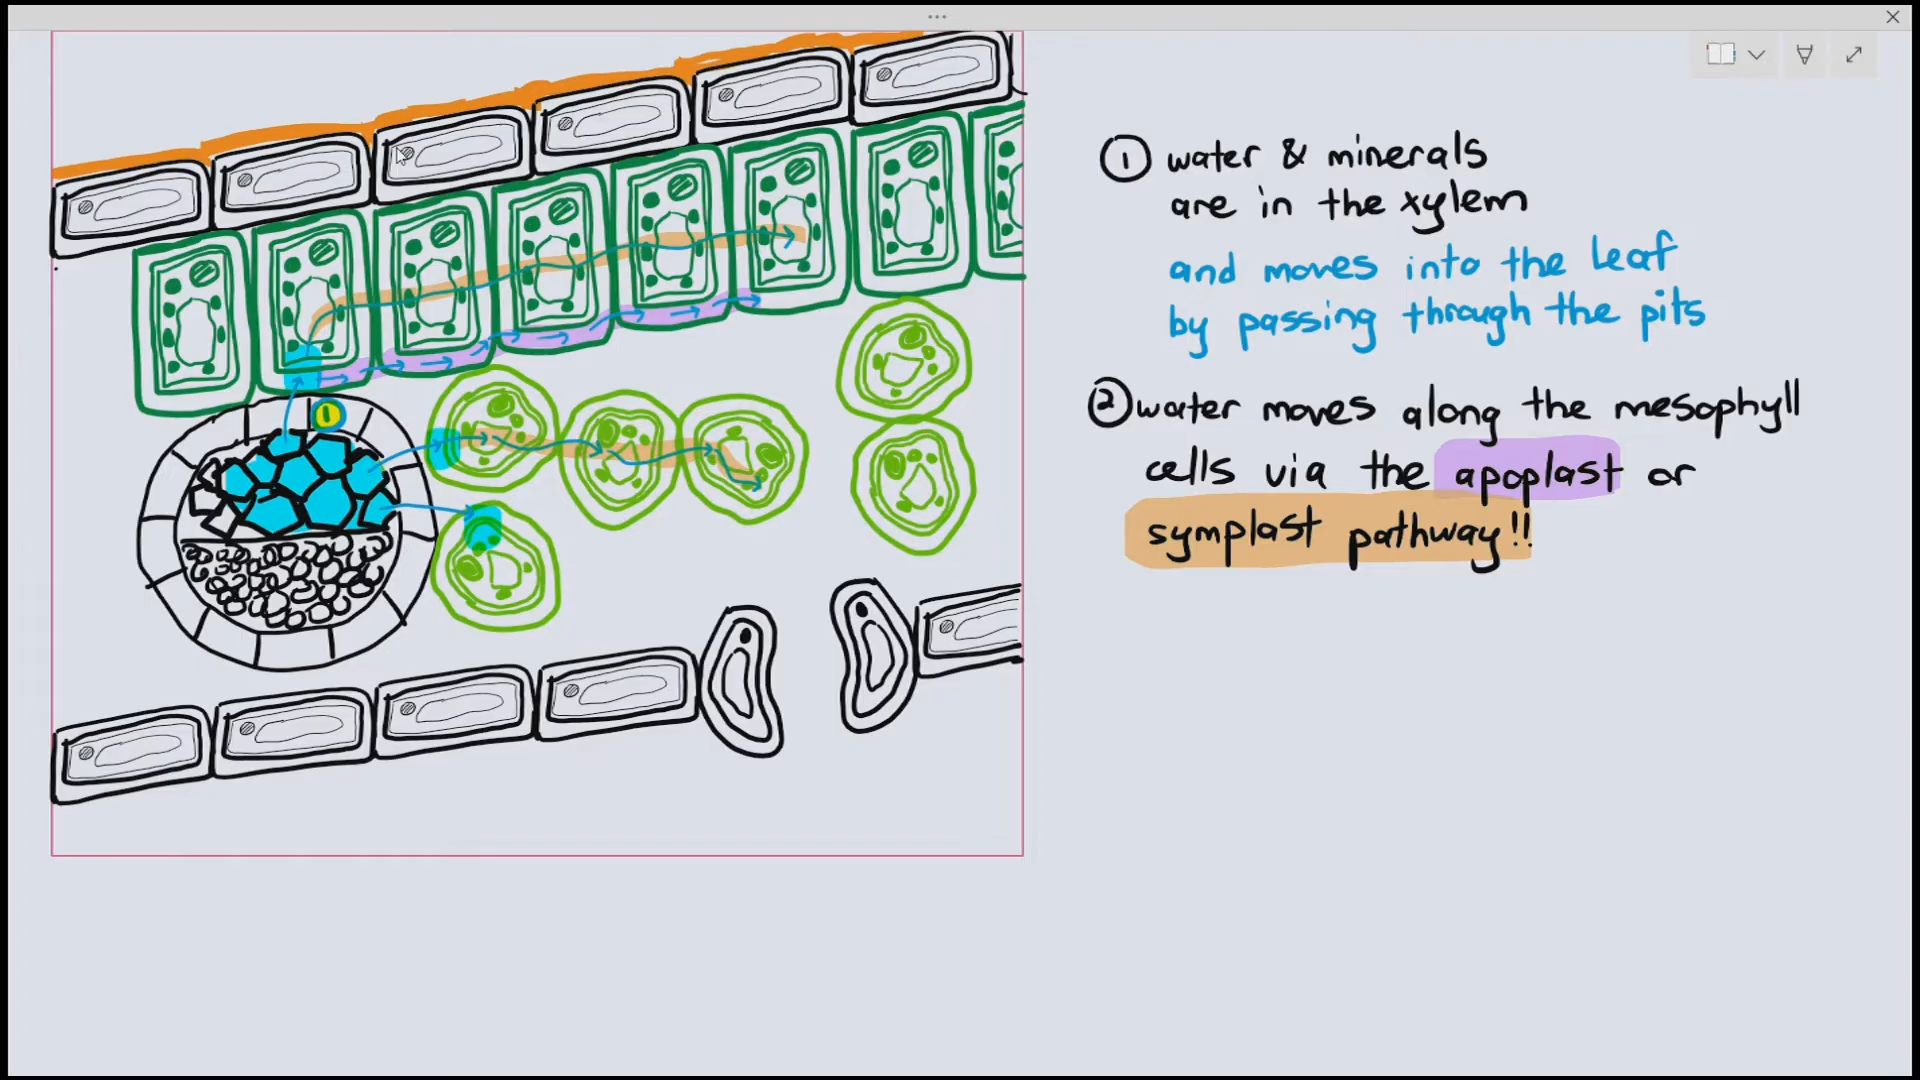 ① water & minerals
are in the xylem
and moves into the leaf
by passing through the pits
② water moves along the mesophyll
cells via the apoplast or
symplast pathway!!
1